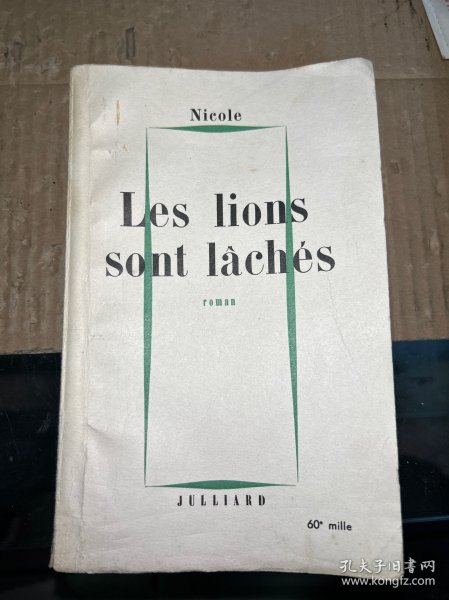 Nicole
Les lions
sont lâchés
roman
JULLIARD
60e mille
孔夫子旧书网
www.kongfz.com